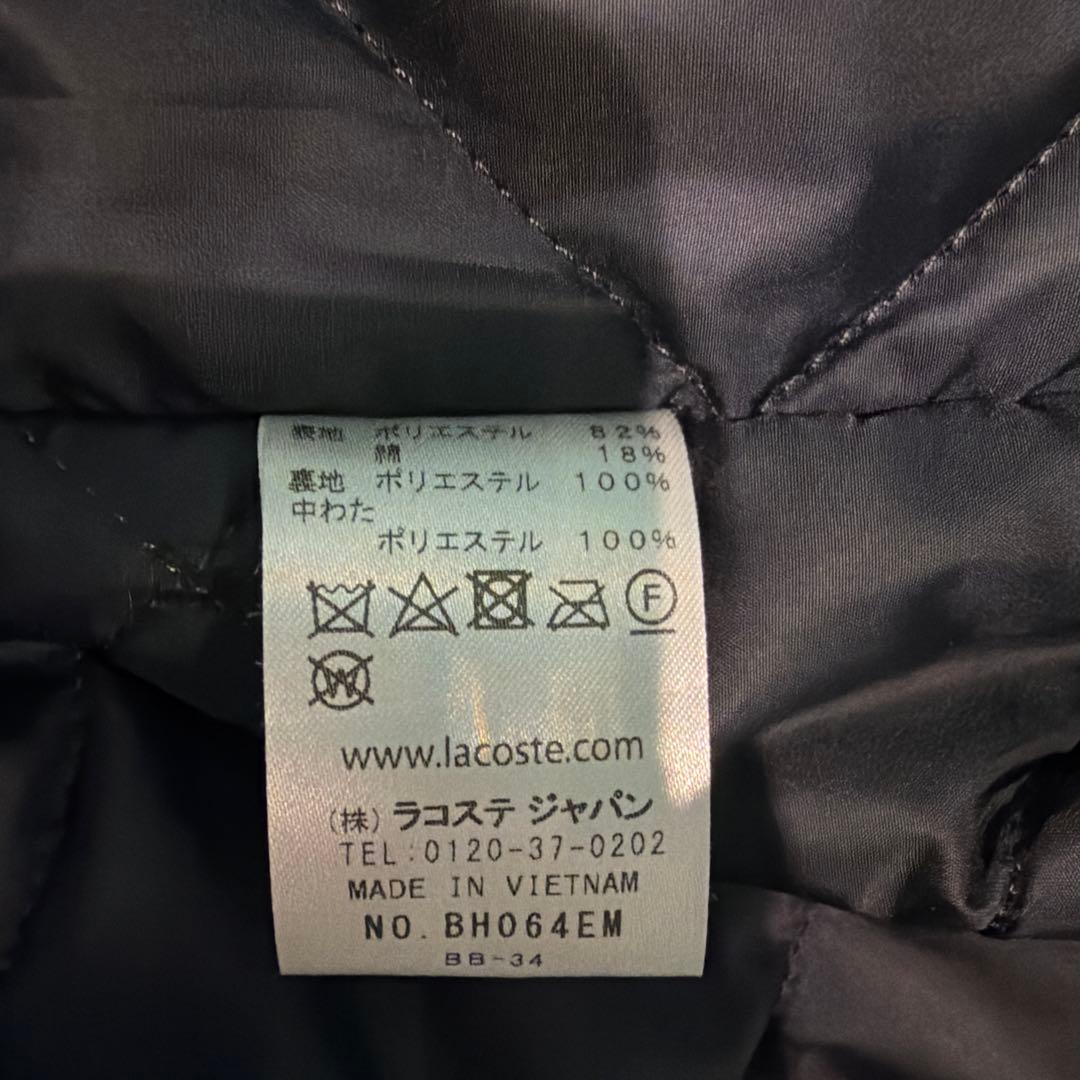 表地 ポリエステル 82%
綿 18%
裏地 ポリエステル 100%
中わた
ポリエステル 100%
F
W
www.lacoste.com
(株) ラコステ ジャパン
TEL:0120-37-0202
MADE IN VIETNAM
NO. BH064EM
BB-34